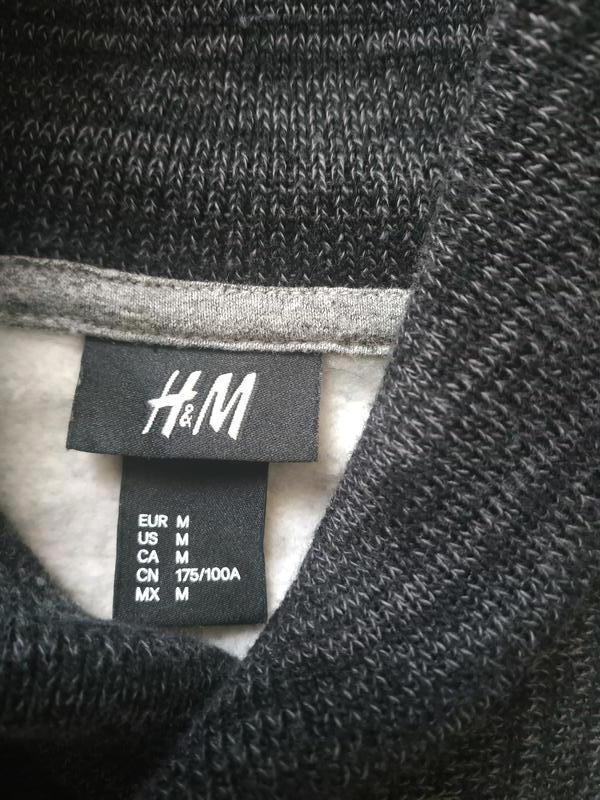 H&M
EUR M
US M
CA M
CN 175/100A
MX M